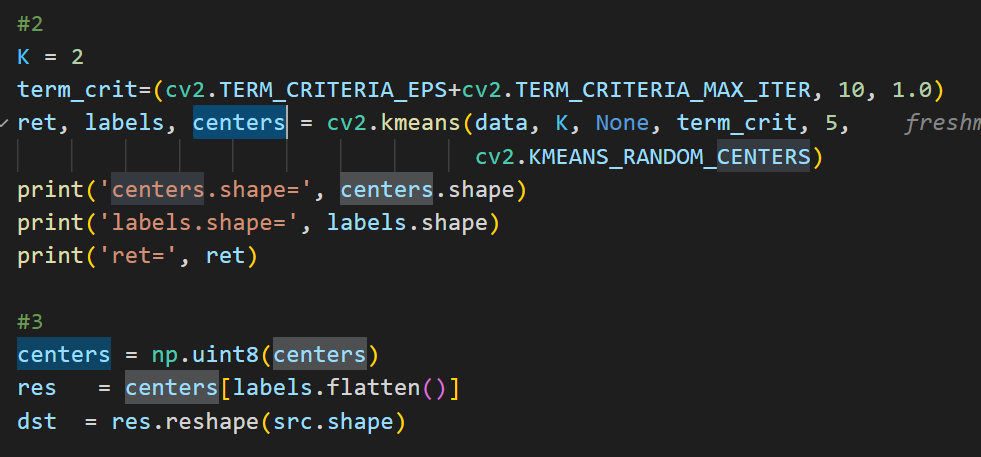 #2
K = 2
term_crit=(cv2.TERM_CRITERIA_EPS+cv2.TERM_CRITERIA_MAX_ITER, 10, 1.0)
ret, labels, centers = cv2.kmeans(data, K, None, term_crit, 5,
cv2.KMEANS_RANDOM_CENTERS)
print('centers.shape=', centers.shape)
print('labels.shape=', labels.shape)
print('ret=', ret)
#3
centers = np.uint8(centers)
res   = centers[labels.flatten()]
dst  = res.reshape(src.shape)